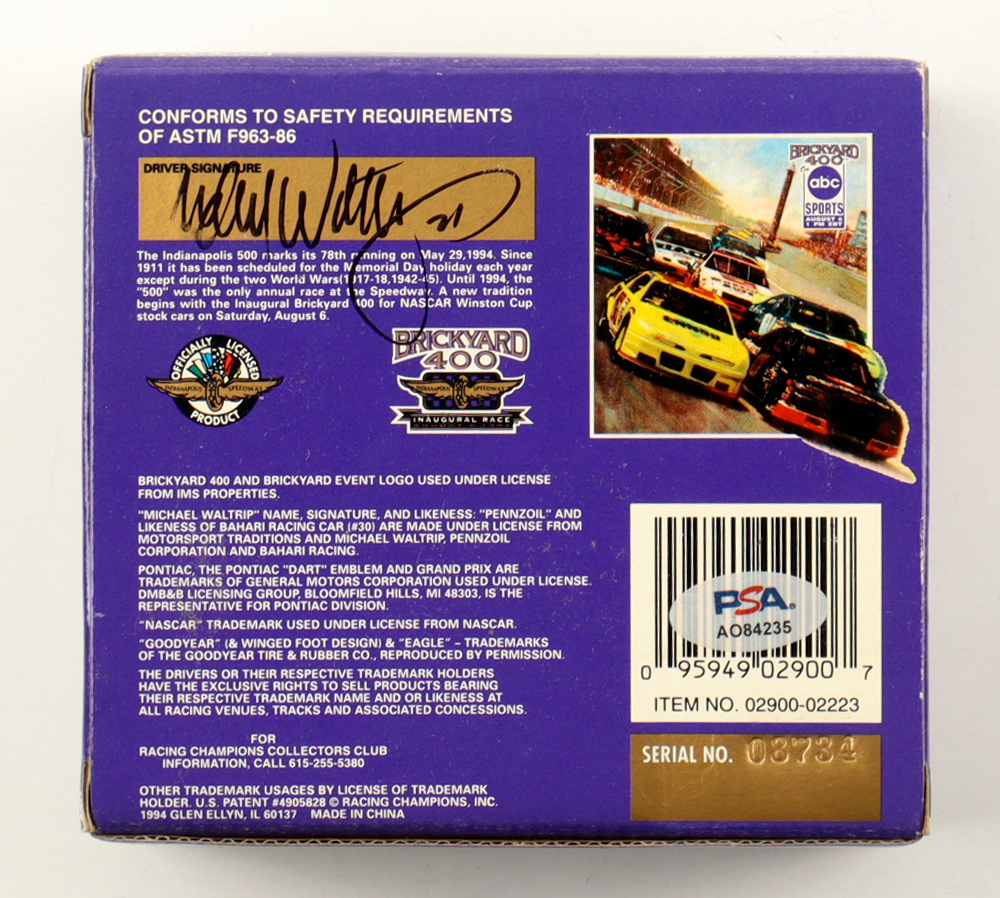 CONFORMS TO SAFETY REQUIREMENTS
OF ASTM F963-86
DRIVER SIGNATURE
The Indianapolis 500 marks its 78th running on May 29,1994. Since
1911 it has been scheduled for the Memorial Day holiday each year
except during the two World Wars(1917-18,1942-45). Until 1994, the
"500" was the only annual race at the Speedway. A new tradition
begins with the Inaugural Brickyard 400 for NASCAR Winston Cup
stock cars on Saturday, August 6.
BRICKYARD
400
On
abc
SPORTS
AUGUST 6
1 PM EDT
OFFICIALLY LICENSED
INDIANAPOLIS SPEEDWAY
PRODUCT
TM
BRICKYARD
400
INDIANAPOLIS SPEEDWAY
INAUGURAL RACE
BRICKYARD 400 AND BRICKYARD EVENT LOGO USED UNDER LICENSE
FROM IMS PROPERTIES.
"MICHAEL WALTRIP" NAME, SIGNATURE, AND LIKENESS: "PENNZOIL" AND
LIKENESS OF BAHARI RACING CAR (#30) ARE MADE UNDER LICENSE FROM
MOTORSPORT TRADITIONS AND MICHAEL WALTRIP, PENNZOIL
CORPORATION AND BAHARI RACING.
PONTIAC, THE PONTIAC "DART" EMBLEM AND GRAND PRIX ARE
TRADEMARKS OF GENERAL MOTORS CORPORATION USED UNDER LICENSE.
DMB&B LICENSING GROUP, BLOOMFIELD HILLS, MI 48303, IS THE
REPRESENTATIVE FOR PONTIAC DIVISION.
"NASCAR" TRADEMARK USED UNDER LICENSE FROM NASCAR.
"GOODYEAR" (& WINGED FOOT DESIGN) & "EAGLE" – TRADEMARKS
OF THE GOODYEAR TIRE & RUBBER CO., REPRODUCED BY PERMISSION.
THE DRIVERS OR THEIR RESPECTIVE TRADEMARK HOLDERS
HAVE THE EXCLUSIVE RIGHTS TO SELL PRODUCTS BEARING
THEIR RESPECTIVE TRADEMARK NAME AND OR LIKENESS AT
ALL RACING VENUES, TRACKS AND ASSOCIATED CONCESSIONS.
FOR
RACING CHAMPIONS COLLECTORS CLUB
INFORMATION, CALL 615-255-5380
OTHER TRADEMARK USAGES BY LICENSE OF TRADEMARK
HOLDER. U.S. PATENT #4905828 © RACING CHAMPIONS, INC.
1994 GLEN ELLYN, IL 60137 MADE IN CHINA
PSA
AO84235
0 95949 02900 7
ITEM NO. 02900-02223
SERIAL NO. 03734